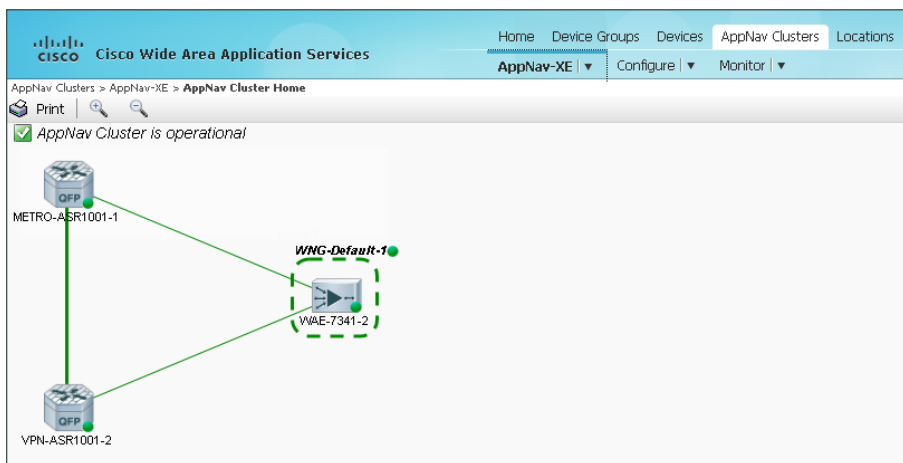 Home Device Groups Devices AppNav Clusters Locations
CISCO Cisco Wide Area Application Services
AppNav-XE Configure Monitor
AppNav Clusters > AppNav-XE > AppNav Cluster Home
Print
AppNav Cluster is operational
QFP
METRO-ASR1001-1
WNG-Default-1
WAE-7341-2
QFP
VPN-ASR1001-2